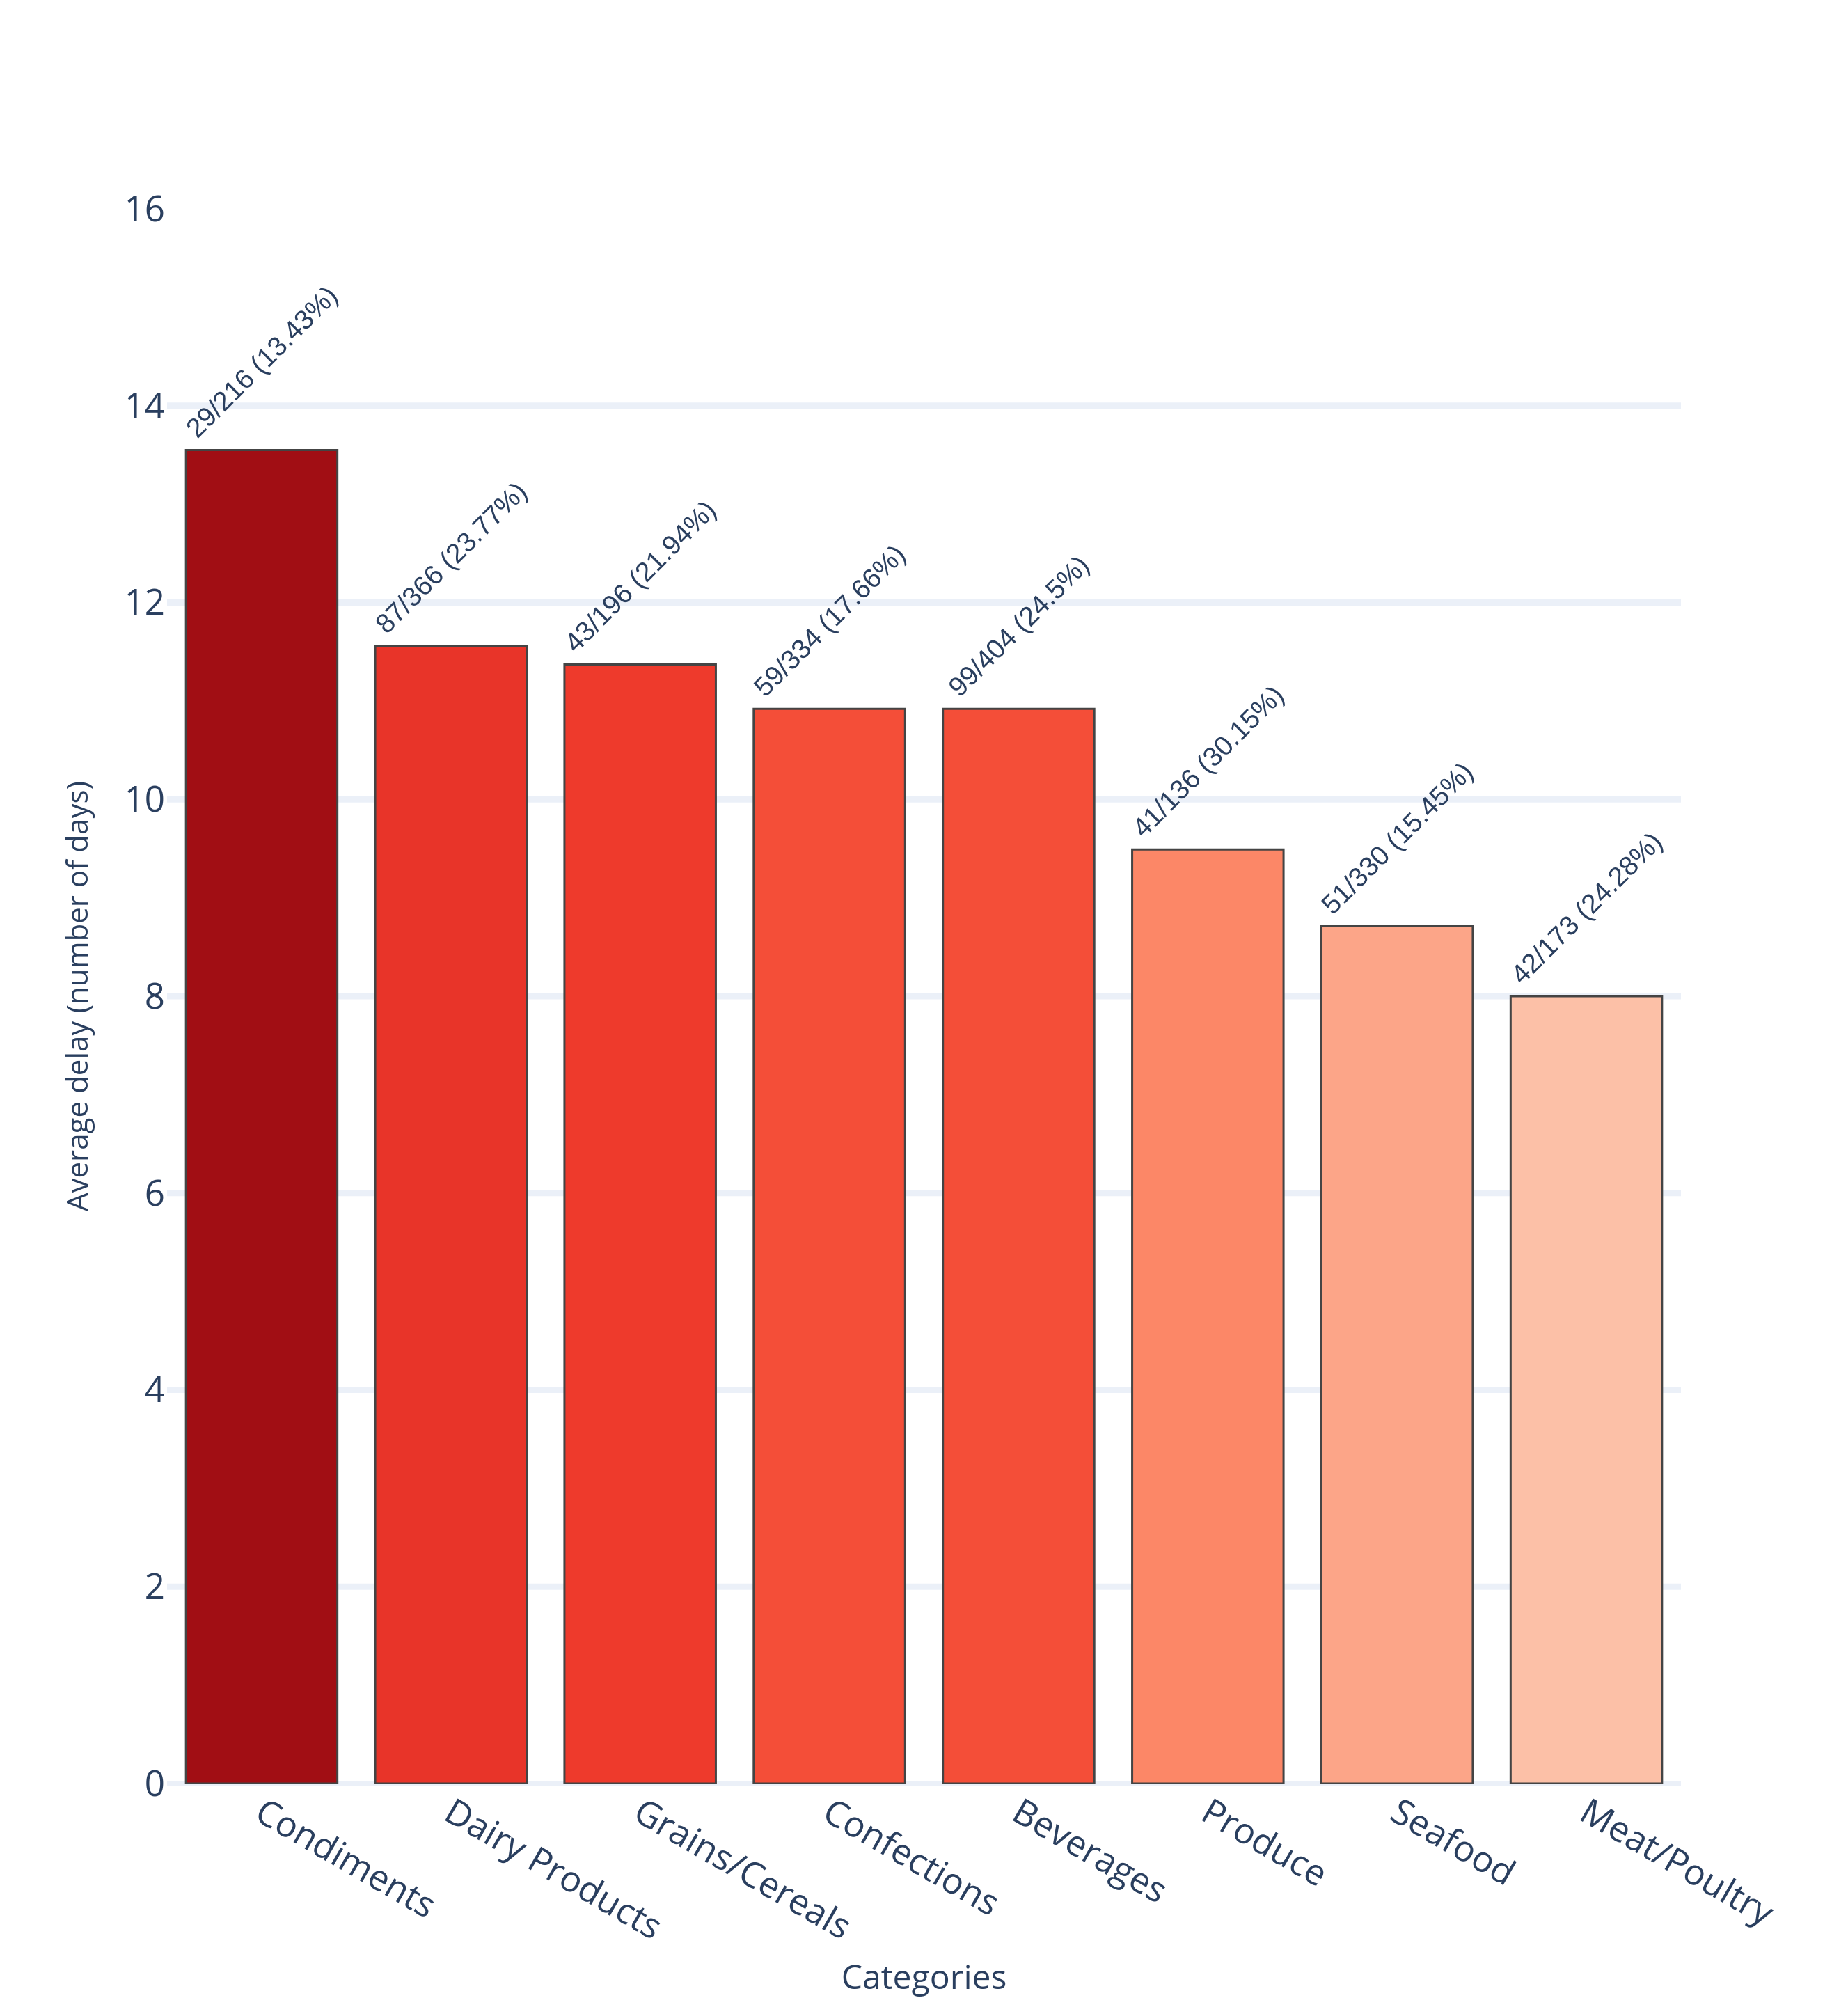 16
14
12
10
8
6
4
2
0
Average delay (number of days)
29/216 (13.43%)
87/366 (23.77%)
43/196 (21.94%)
59/334 (17.66%)
99/404 (24.5%)
41/136 (30.15%)
51/330 (15.45%)
42/173 (24.28%)
Condiments
Dairy Products
Grains/Cereals
Confections
Beverages
Produce
Seafood
Meat/Poultry
Categories